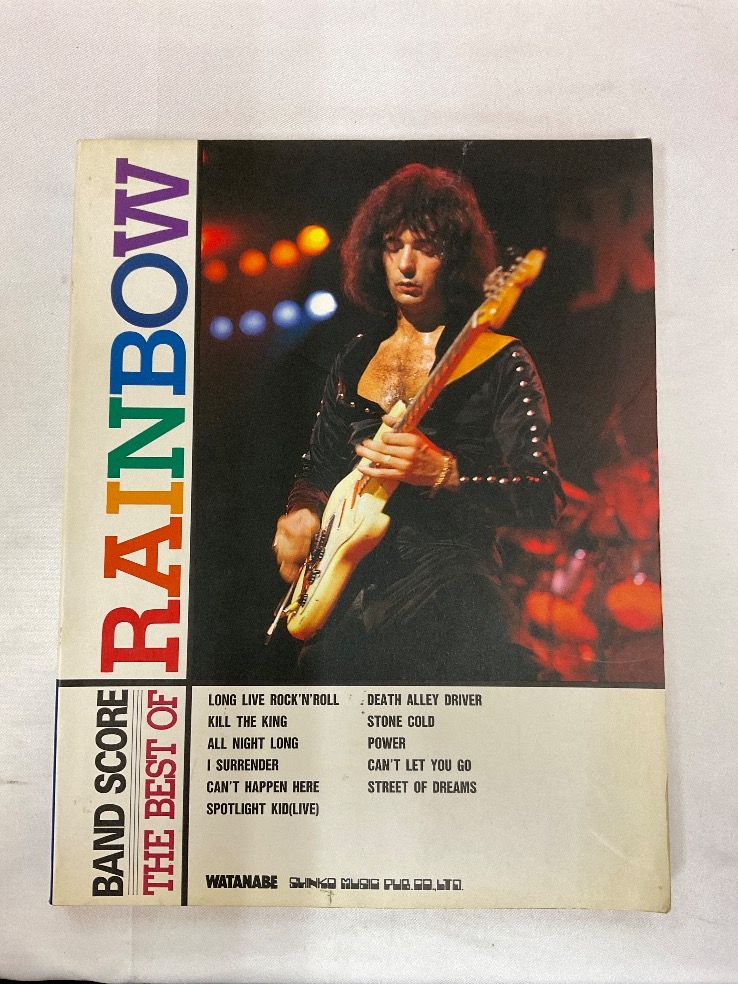 RAINBOW
BAND SCORE
THE BEST OF
LONG LIVE ROCK'N'ROLL
KILL THE KING
ALL NIGHT LONG
I SURRENDER
CAN'T HAPPEN HERE
SPOTLIGHT KID(LIVE)
DEATH ALLEY DRIVER
STONE COLD
POWER
CAN'T LET YOU GO
STREET OF DREAMS
WATANABE SHINKO MUSIC PUB.CO.,LTD.